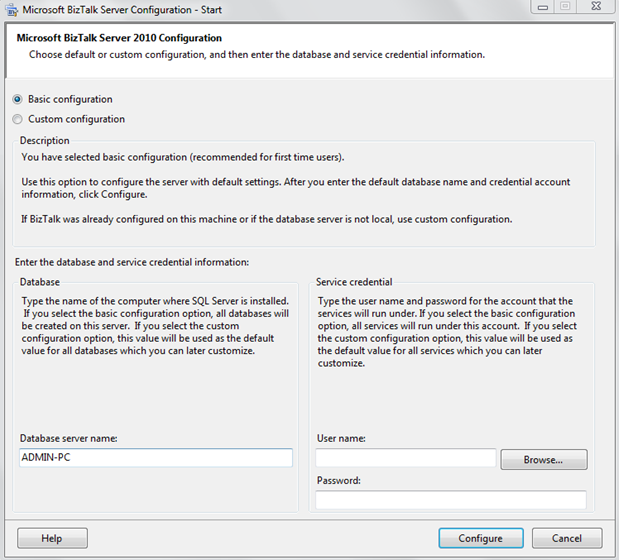 Microsoft BizTalk Server Configuration - Start
Microsoft BizTalk Server 2010 Configuration
Choose default or custom configuration, and then enter the database and service credential information.
Basic configuration
Custom configuration
Description
You have selected basic configuration (recommended for first time users).
Use this option to configure the server with default settings. After you enter the default database name and credential account
information, click Configure.
If BizTalk was already configured on this machine or if the database server is not local, use custom configuration.
Enter the database and service credential information:
Database
Type the name of the computer where SQL Server is installed.
If you select the basic configuration option, all databases will
be created on this server. If you select the custom
configuration option, this value will be used as the default
value for all databases which you can later customize.
Database server name:
ADMIN-PC
Service credential
Type the user name and password for the account that the
services will run under. If you select the basic configuration
option, all services will run under this account. If you select
the custom configuration option, this value will be used as
the default value for all services which you can later
customize.
User name:
Browse...
Password:
Help
Configure
Cancel